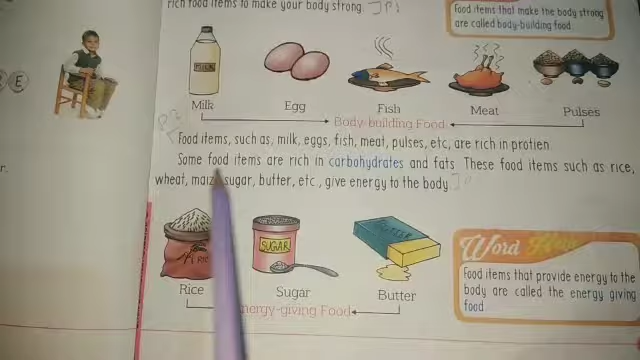 rich food items to make your body strong.
Food items that make the body strong
are called body-building food.
E
MILK
Milk
Egg
Fish
Meat
Pulses
Body-building Food
Food items, such as, milk, eggs, fish, meat, pulses, etc, are rich in protien.
Some food items are rich in carbohydrates and fats These food items such as rice,
wheat, sugar, butter, etc., give energy to the body
SUGAR
Rice
Sugar
Butter
nergy-giving Food
Word
Food items that provide energy to the
body are called the energy giving
food.